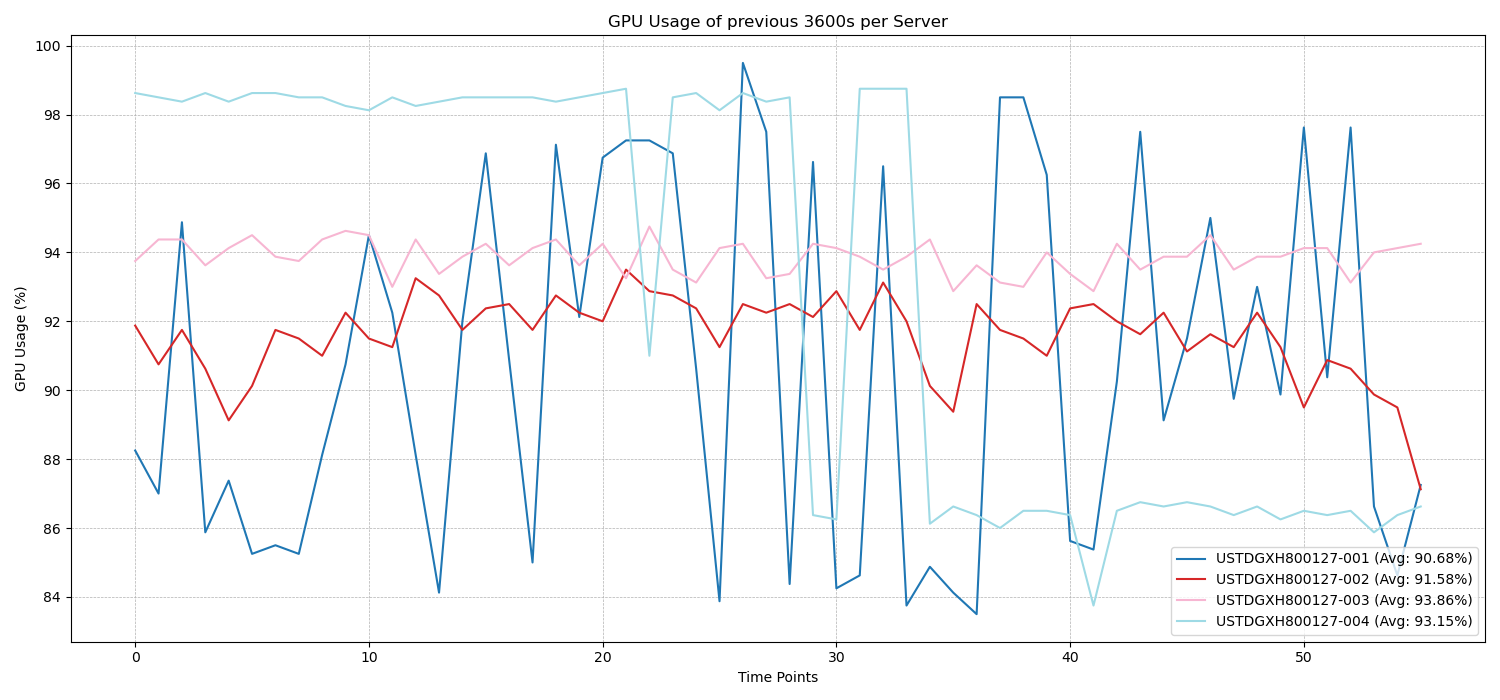 GPU Usage of previous 3600s per Server
GPU Usage (%)
100
98
96
94
92
90
88
86
84
USTDGXH800127-001 (Avg: 90.68%)
USTDGXH800127-002 (Avg: 91.58%)
USTDGXH800127-003 (Avg: 93.86%)
USTDGXH800127-004 (Avg: 93.15%)
0 10 20 30 40 50
Time Points